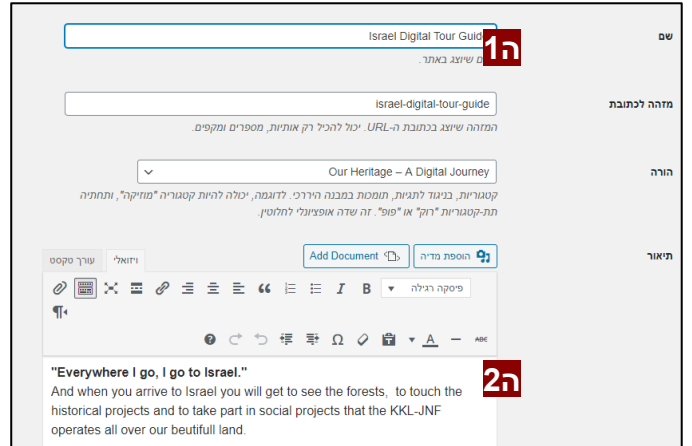 שם
Israel Digital Tour Guide
ה1
שם שיוצג באתר.
מזהה לכתובת
israel-digital-tour-guide
המזהה שיוצג בכתובת ה-URL. יכול להכיל רק אותיות, מספרים ומקפים.
הורה
Our Heritage – A Digital Journey
קטגוריות, בניגוד לתגיות, תומכות במבנה היררכי. לדוגמה, יכולה להיות קטגוריה "מוזיקה", ותחתיה
תת-קטגוריות "רוק" או "פופ". זה שדה אופציונלי לחלוטין.
תיאור
הוספת מדיה
Add Document
ויזואלי
עורך טקסט
פיסקה רגילה
B I
ABC A Ω
"Everywhere I go, I go to Israel."
ה2
And when you arrive to Israel you will get to see the forests, to touch the
historical projects and to take part in social projects that the KKL-JNF
operates all over our beutifull land.